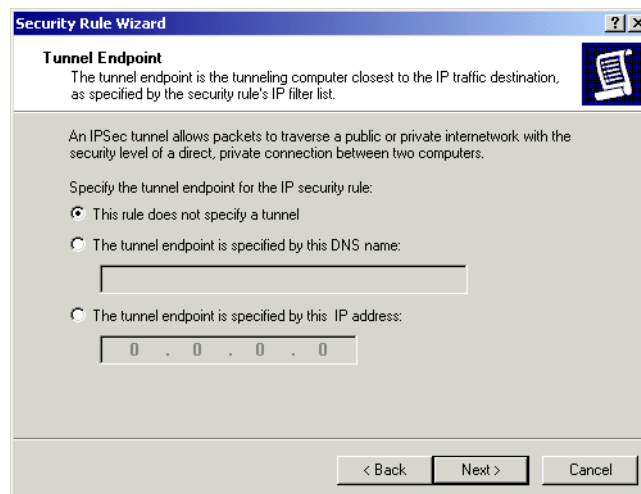 Security Rule Wizard
Tunnel Endpoint
The tunnel endpoint is the tunneling computer closest to the IP traffic destination,
as specified by the security rule's IP filter list.
An IPSec tunnel allows packets to traverse a public or private internetwork with the
security level of a direct, private connection between two computers.
Specify the tunnel endpoint for the IP security rule:
This rule does not specify a tunnel
The tunnel endpoint is specified by this DNS name:
The tunnel endpoint is specified by this IP address:
0 . 0 . 0 . 0
< Back Next > Cancel